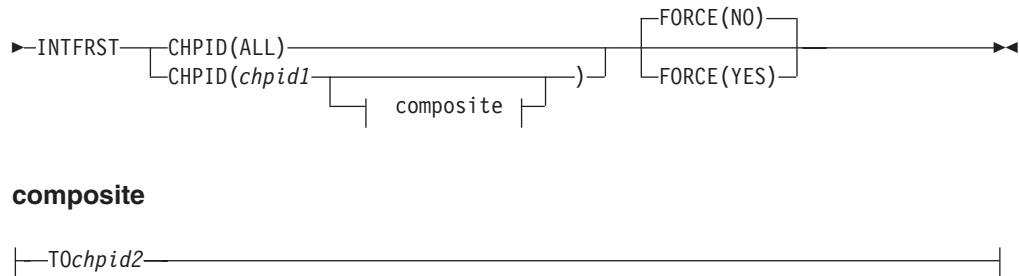 FORCE(NO)
INTFRST CHPID(ALL)
CHPID(chpid1 ) FORCE(YES)
composite
composite
TOchpid2